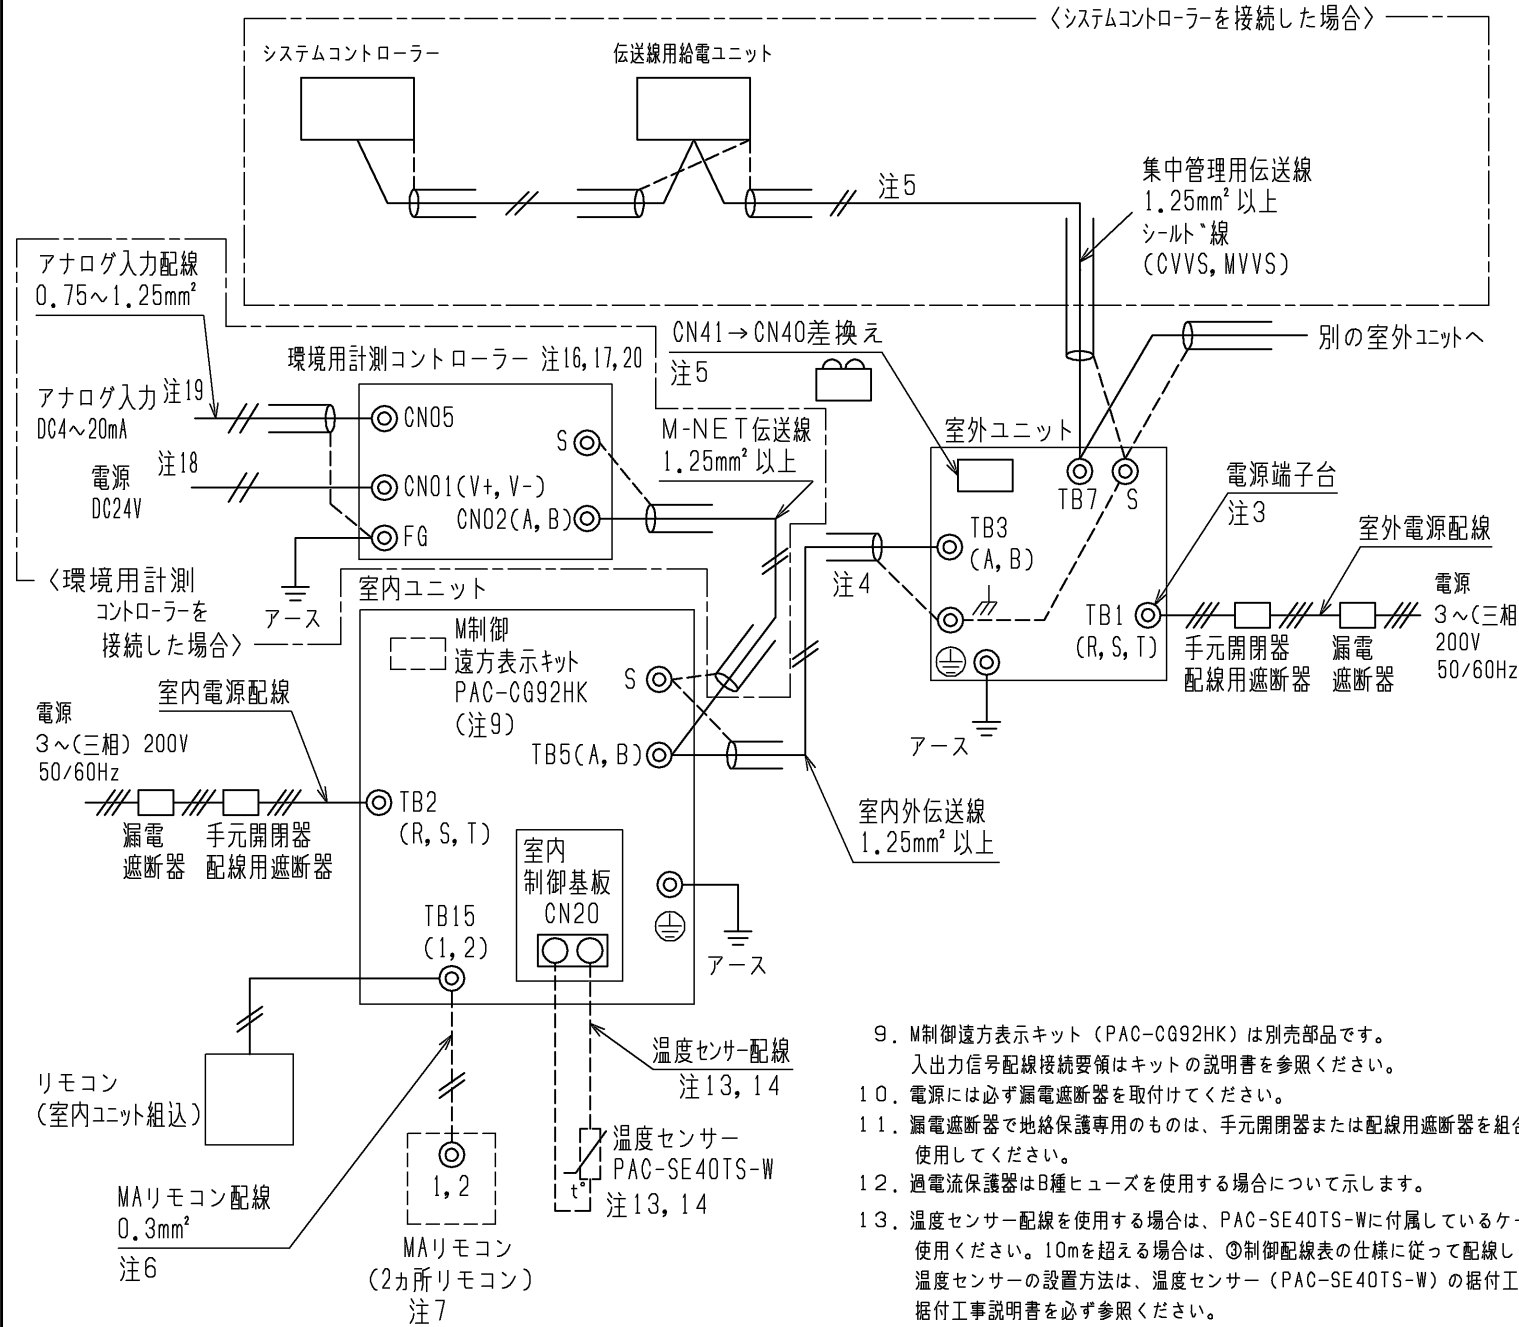 〈システムコントローラーを接続した場合〉
システムコントローラー
伝送線用給電ユニット
注5
集中管理用伝送線
1.25mm² 以上
シールド線
(CVVS,MVVS)
アナログ入力配線
0.75~1.25mm²
環境用計測コントローラー 注16,17,20
CN41→CN40差換え
注5
別の室外ユニットへ
アナログ入力 注19
DC4~20mA
CN05
S
M-NET伝送線
1.25mm² 以上
電源 注18
DC24V
CN01(V+,V-)
CN02(A,B)
FG
アース
〈環境用計測
コントローラーを
接続した場合〉
室外ユニット
TB7
S
TB3
(A,B)
注4
電源端子台
注3
室外電源配線
TB1
(R,S,T)
手元開閉器
配線用遮断器
漏電
遮断器
電源
3~(三相
200V
50/60Hz
アース
室内ユニット
M制御
遠方表示キット
PAC-CG92HK
(注9)
S
TB5(A,B)
室内電源配線
電源
3~(三相) 200V
50/60Hz
漏電
遮断器
手元開閉器
配線用遮断器
TB2
(R,S,T)
室内外伝送線
1.25mm² 以上
室内
制御基板
CN20
TB15
(1,2)
アース
リモコン
(室内ユニット組込)
温度センサー配線
注13,14
温度センサー
PAC-SE40TS-W
注13,14
t°
1,2
MAリモコン配線
0.3mm²
注6
MAリモコン
(2ヵ所リモコン)
注7
9. M制御遠方表示キット(PAC-CG92HK)は別売部品です。
入出力信号配線接続要領はキットの説明書を参照ください。
10. 電源には必ず漏電遮断器を取付けてください。
11. 漏電遮断器で地絡保護専用のものは、手元開閉器または配線用遮断器を組合
使用してください。
12. 過電流保護器はB種ヒューズを使用する場合について示します。
13. 温度センサー配線を使用する場合は、PAC-SE40TS-Wに付属しているケー
使用ください。10mを超える場合は、③制御配線表の仕様に従って配線し
温度センサーの設置方法は、温度センサー(PAC-SE40TS-W)の据付工
据付工事説明書を必ず参照ください。